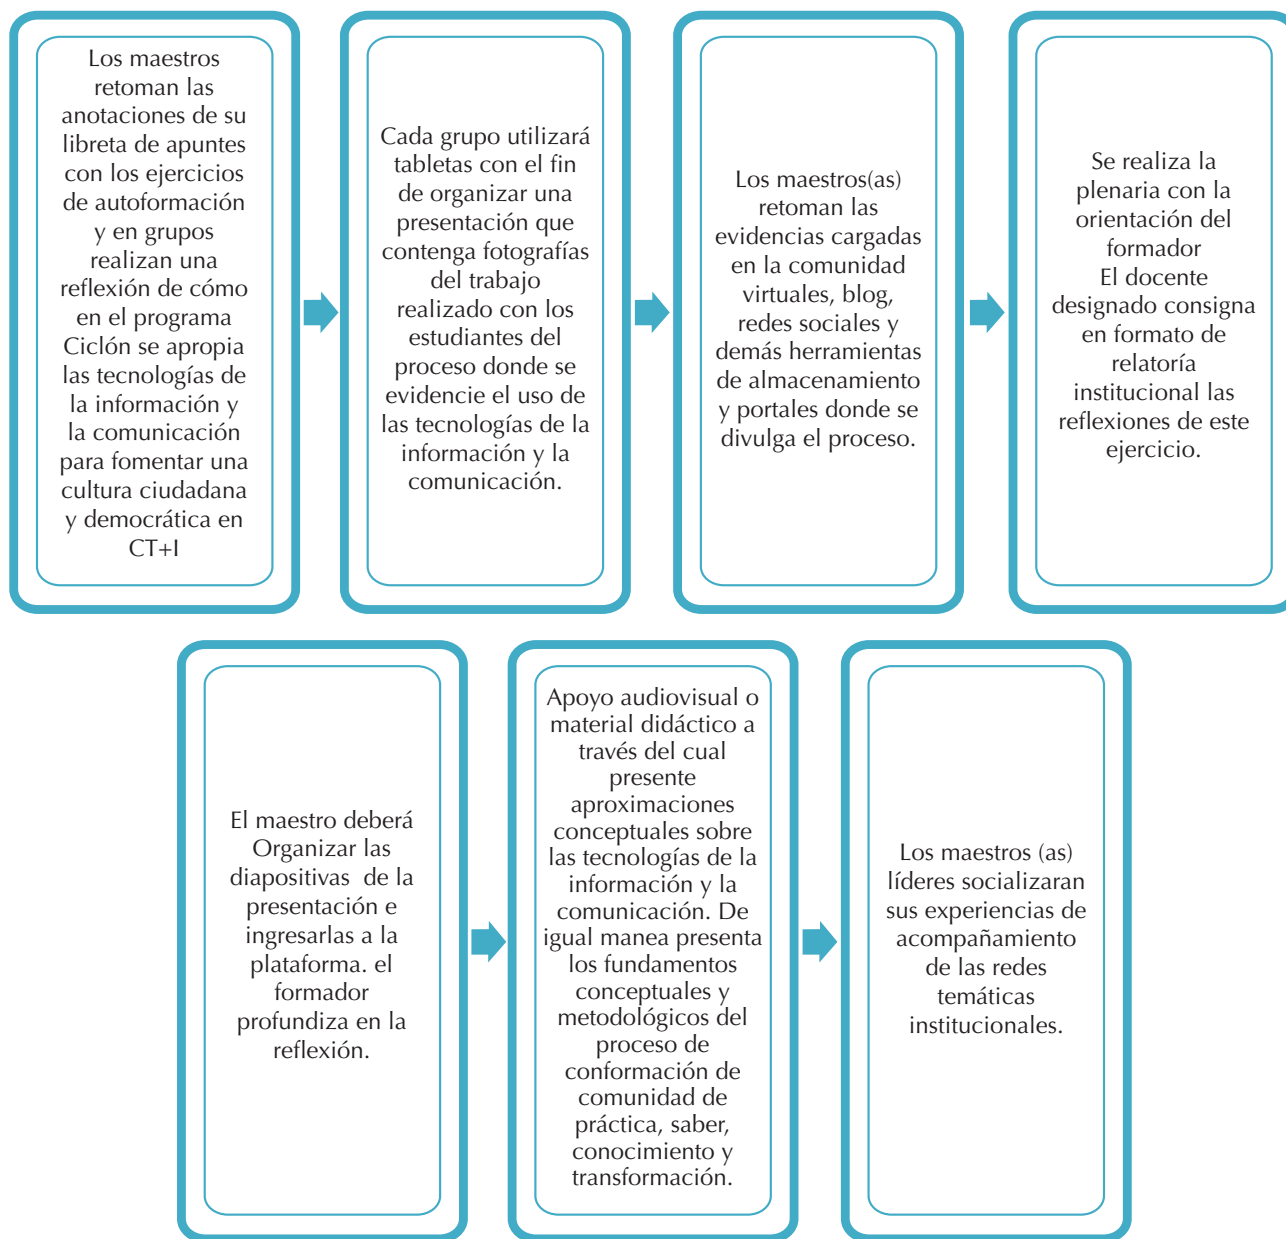 Los maestros
retoman las
anotaciones de su
libreta de apuntes
con los ejercicios
de autoformación
y en grupos
realizan una
reflexión de cómo
en el programa
Ciclón se apropia
las tecnologías de
la información y
la comunicación
para fomentar una
cultura ciudadana
y democrática en
CT+I
Cada grupo utilizará
tabletas con el fin
de organizar una
presentación que
contenga fotografías
del trabajo
realizado con los
estudiantes del
proceso donde se
evidencie el uso de
las tecnologías de la
información y la
comunicación.
Los maestros(as)
retoman las
evidencias cargadas
en la comunidad
virtuales, blog,
redes sociales y
demás herramientas
de almacenamiento
y portales donde se
divulga el proceso.
Se realiza la
plenaria con la
orientación del
formador
El docente
designado consigna
en formato de
relatoría
institucional las
reflexiones de este
ejercicio.
El maestro deberá
Organizar las
diapositivas de la
presentación e
ingresarlas a la
plataforma. el
formador
profundiza en la
reflexión.
Apoyo audiovisual o
material didáctico a
través del cual
presente
aproximaciones
conceptuales sobre
las tecnologías de la
información y la
comunicación. De
igual manea presenta
los fundamentos
conceptuales y
metodológicos del
proceso de
conformación de
comunidad de
práctica, saber,
conocimiento y
transformación.
Los maestros (as)
líderes socializaran
sus experiencias de
acompañamiento
de las redes
temáticas
institucionales.